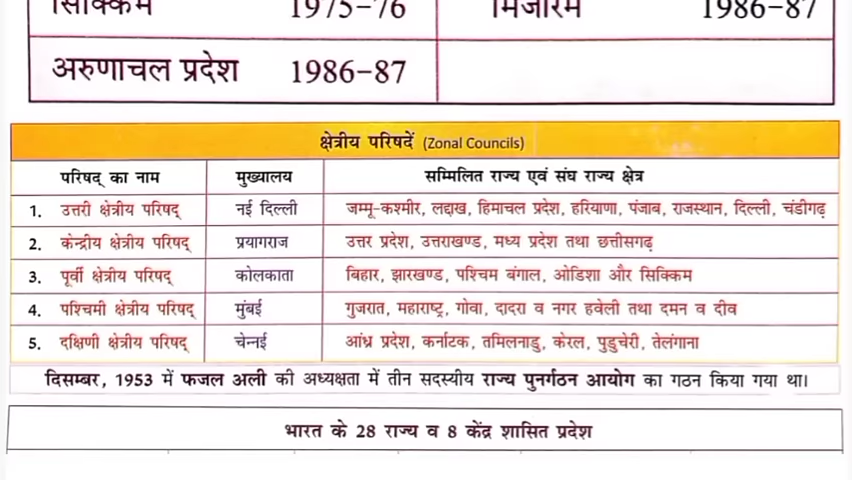 सिक्किम 1975-76 मिजोरम 1986-87
अरुणाचल प्रदेश 1986-87
क्षेत्रीय परिषदें (Zonal Councils)
परिषद् का नाम मुख्यालय सम्मिलित राज्य एवं संघ राज्य क्षेत्र
1. उत्तरी क्षेत्रीय परिषद् नई दिल्ली जम्मू-कश्मीर, लद्दाख, हिमाचल प्रदेश, हरियाणा, पंजाब, राजस्थान, दिल्ली, चंडीगढ़
2. केन्द्रीय क्षेत्रीय परिषद् प्रयागराज उत्तर प्रदेश, उत्तराखण्ड, मध्य प्रदेश तथा छत्तीसगढ़
3. पूर्वी क्षेत्रीय परिषद् कोलकाता बिहार, झारखण्ड, पश्चिम बंगाल, ओडिशा और सिक्किम
4. पश्चिमी क्षेत्रीय परिषद् मुंबई गुजरात, महाराष्ट्र, गोवा, दादरा व नगर हवेली तथा दमन व दीव
5. दक्षिणी क्षेत्रीय परिषद् चेन्नई आंध्र प्रदेश, कर्नाटक, तमिलनाडु, केरल, पुडुचेरी, तेलंगाना
दिसम्बर, 1953 में फजल अली की अध्यक्षता में तीन सदस्यीय राज्य पुनर्गठन आयोग का गठन किया गया था।
भारत के 28 राज्य व 8 केंद्र शासित प्रदेश